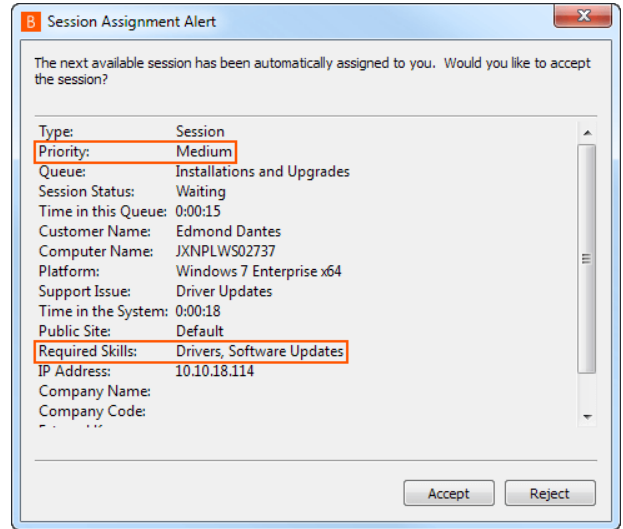 B Session Assignment Alert
The next available session has been automatically assigned to you. Would you like to accept
the session?
Type: Session
Priority: Medium
Queue: Installations and Upgrades
Session Status: Waiting
Time in this Queue: 0:00:15
Customer Name: Edmond Dantes
Computer Name: JXNPLWS02737
Platform: Windows 7 Enterprise x64
Support Issue: Driver Updates
Time in the System: 0:00:18
Public Site: Default
Required Skills: Drivers, Software Updates
IP Address: 10.10.18.114
Company Name:
Company Code:
Accept Reject